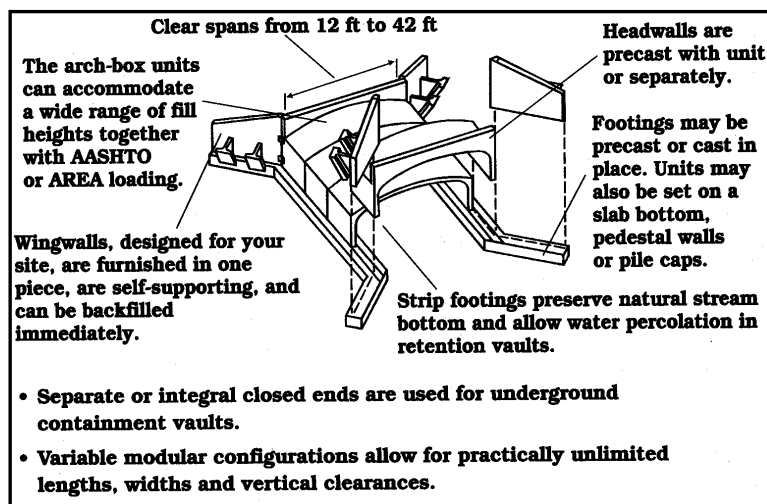 Clear spans from 12 ft to 42 ft
The arch-box units
can accommodate
a wide range of fill
heights together
with AASHTO
or AREA loading.
Headwalls are
precast with unit
or separately.
Footings may be
precast or cast in
place. Units may
also be set on a
slab bottom,
pedestal walls
or pile caps.
Wingwalls, designed for your
site, are furnished in one
piece, are self-supporting, and
can be backfilled
immediately.
Strip footings preserve natural stream
bottom and allow water percolation in
retention vaults.
• Separate or integral closed ends are used for underground
containment vaults.
• Variable modular configurations allow for practically unlimited
lengths, widths and vertical clearances.